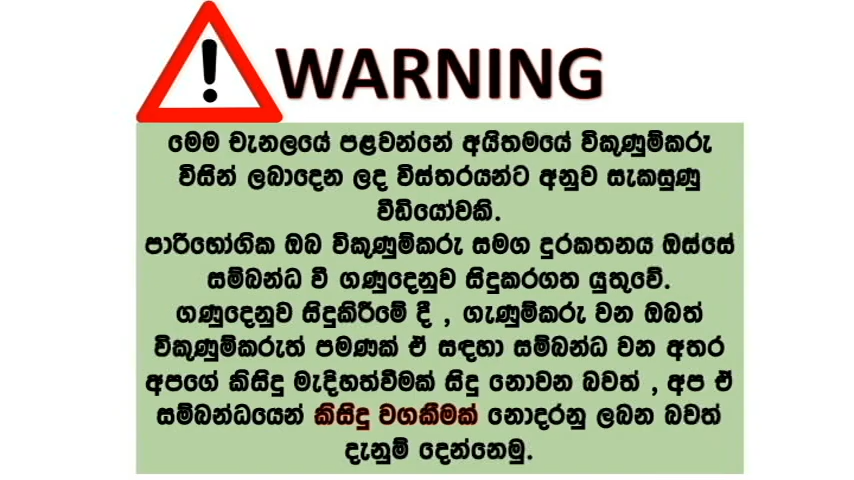 WARNING
මෙම චැනලයේ පළවන්නේ අයිතමයේ විකුණුම්කරු
විසින් ලබාදෙන ලද විස්තරයන්ට අනුව සැකසුණු
වීඩියෝවකි.
පාරිභෝගික ඔබ විකුණුම්කරු සමග දුරකතනය ඔස්සේ
සම්බන්ධ වී ගණුදෙනුව සිදුකරගත යුතුවේ.
ගණුදෙනුව සිදුකිරීමේ දී , ගැණුම්කරු වන ඔබත්
විකුණුම්කරුත් පමණක් ඒ සඳහා සම්බන්ධ වන අතර
අපගේ කිසිදු මැදිහත්වීමක් සිදු නොවන බවත් , අප ඒ
සම්බන්ධයෙන් කිසිදු වගකීමක් නොදරනු ලබන බවත්
දැනුම් දෙන්නෙමු.